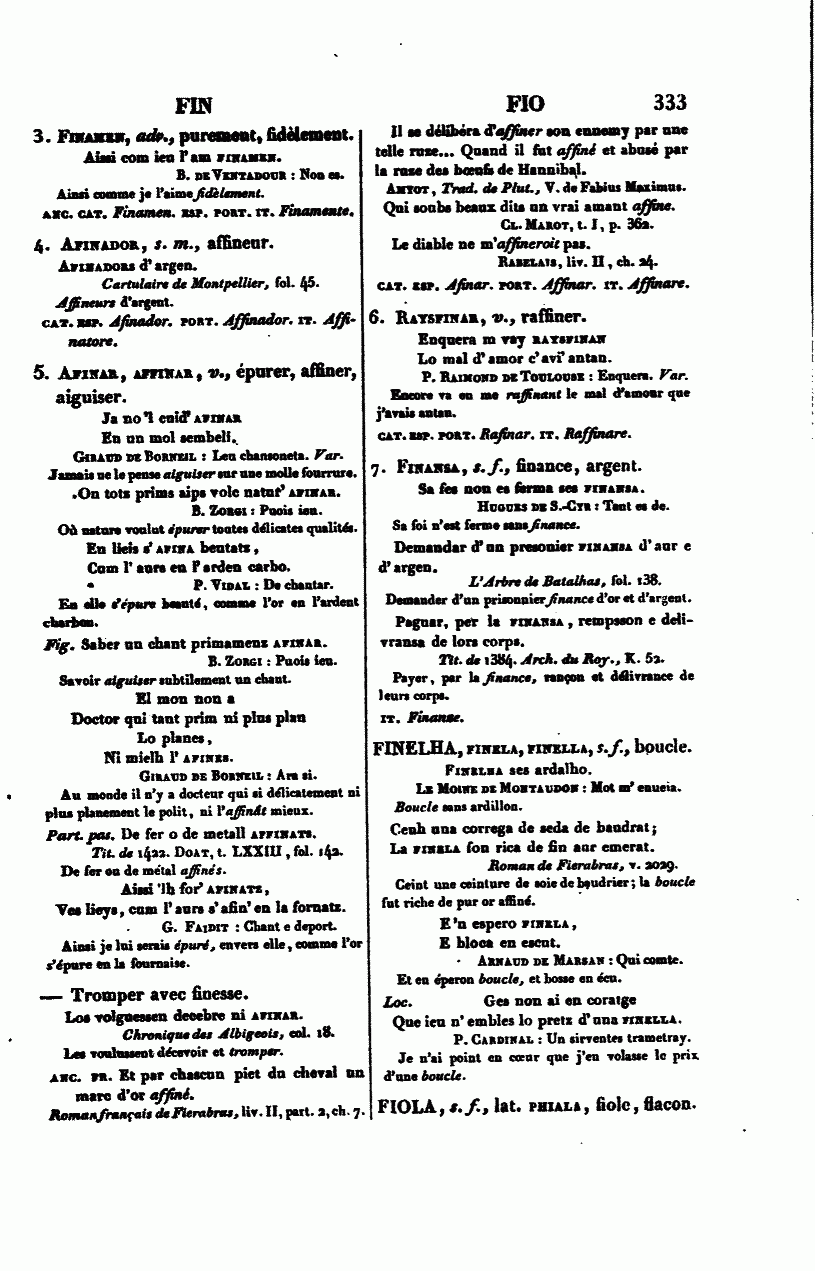 FIN
FIO
333
3. FINAMEN, adv., purement, fidèlement.
Aissi com ieu l'am FINAMEN.
B. DE VENTADOUR : Non es.
Ainsi comme je l'aime fidèlement.
ANC. CAT. Finamen. ESP. PORT. IT. Finamente.
4. AFINADOR, s. m., affineur.
AFINADORS d'argen.
Cartulaire de Montpellier, fol. 45.
Affineurs d'argent.
CAT. ESP. Afinador. PORT. Affinador. IT. Affi-
natore.
5. AFINAR, AFFINAR, v., épurer, affiner,
aiguiser.
Ja no 'l cuid' AFINAR
En un mol sembeli.
GIRAUD DE BORNEIL : Leu chansoneta. Var.
Jamais ne le pense aiguiser sur une molle fourrure.
On tots prims aips volc natur' AFINAR.
B. ZORGI : Puois ieu.
Où nature voulut épurer toutes délicates qualités.
En lieis s' AFINA beutatz,
Cum l' aurs en l' arden carbo.
P. VIDAL : De chantar.
En elle s'épure beauté, comme l'or en l'ardent
charbon.
Fig. Saber un chant primamenz AFINAR.
B. ZORGI : Puois ieu.
Savoir aiguiser subtilement un chant.
El mon non a
Doctor qui tant prim ni plus plan
Lo planes,
Ni mielh l' AFINES.
GIRAUD DE BORNEIL : Ara si.
Au monde il n'y a docteur qui si délicatement ni
plus planement le polit, ni l'affinât mieux.
Part. pas. De fer o de metall AFFINATS.
Tit. de 1422. DOAT, t. LXXIII, fol. 142.
De fer ou de métal affinés.
Aissi 'lh for' AFINATZ,
Ves lieys, cum l' aurs s'afin' en la fornatz.
G. FAIDIT : Chant e deport.
Ainsi je lui serais épuré, envers elle, comme l'or
s'épure en la fournaise.
— Tromper avec finesse.
Los volguessen decebre ni AFINAR.
Chronique des Albigeois, col. 18.
Les voulussent décevoir et tromper.
ANC. FR. Et par chascun piet du cheval un
marc d'or affiné.
Roman français de Fierabras, liv. II, part. 2, ch. 7.
Il se délibéra d'affiner son ennemy par une
telle ruse... Quand il fut affiné et abusé par
la ruse des bœufs de Hannibal.
AMYOT, Trad. de Plut., V. de Fabius Maximus.
Qui soubs beaux dits un vrai amant affine.
CL. MAROT, t. I, p. 362.
Le diable ne m'affineroit pas.
RABELAIS, liv. II, ch. 24.
CAT. ESP. Afinar. PORT. Affinar. IT. Affinare.
6. RAYSFINAR, v., raffiner.
Enquera m vay RAYSFINAN
Lo mal d' amor c'avi' antan.
P. RAIMOND DE TOULOUSE : Enquera. Var.
Encore va en me raffinant le mal d'amour que
j'avais antan.
CAT. ESP. PORT. Rafinar. IT. Raffinare.
7. FINANSA, s. f., finance, argent.
Sa fes non es ferma ses FINANSA.
HUGUES DE S.-CYR : Tant es de.
Sa foi n'est ferme sans finance.
Demandar d'un presonier FINANSA d'aur e
d'argen.
L'Arbre de Batalhas, fol. 138.
Demander d'un prisonnier finance d'or et d'argent.
Paguar, per la FINANSA, rempsson e deli-
vransa de lors corps.
Tit. de 1384. Arch. du Roy., K. 52.
Payer, par la finance, rançon et délivrance de
leurs corps.
IT. Finanse.
FINELHA, FINELA, FINELLA, s. f., boucle.
FINELHA ses ardalho.
LE MOINE DE MONTAUDON : Mot m' enueia.
Boucle sans ardillon.
Cenh una correga de seda de baudrat;
La FINELA fon rica de fin aur emerat.
Roman de Fierabras, v. 2029.
Ceint une ceinture de soie de baudrier; la boucle
fut riche de pur or affiné.
E 'n espero FINELA,
E bloca en escut.
ARNAUD DE MARSAN : Qui comte.
Et en éperon boucle, et bosse en écu.
Loc. Ges non ai en coratge
Que ieu n' embles lo pretz d'una FINELLA.
P. CARDINAL : Un sirventes trametray.
Je n'ai point en cœur que j'en volasse le prix
d'une boucle.
FIOLA, s. f., lat. PHIALA, fiole, flacon.